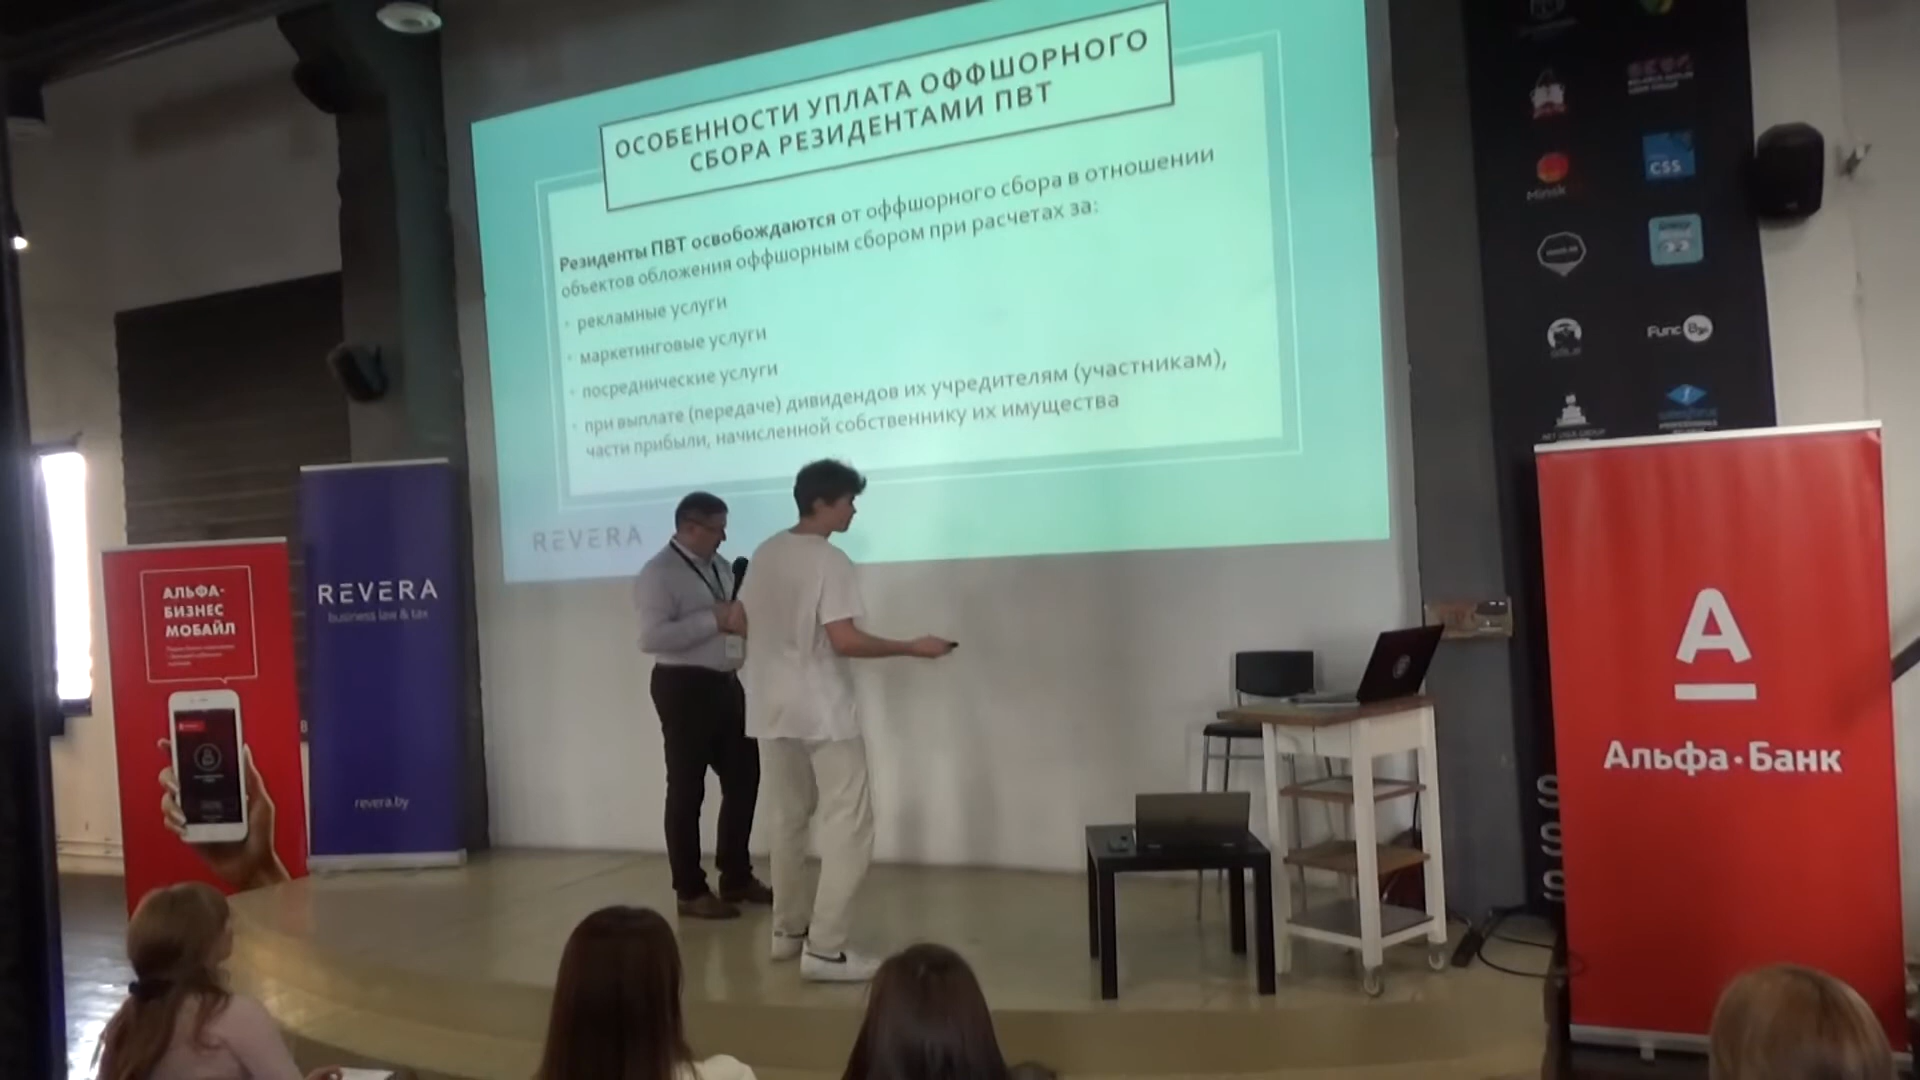 ОСОБЕННОСТИ УПЛАТА ОФФШОРНОГО
СБОРА РЕЗИДЕНТАМИ ПВТ
Резиденты ПВТ освобождаются от оффшорного сбора в отношении
объектов обложения оффшорным сбором при расчетах за:
• рекламные услуги
• маркетинговые услуги
• посреднические услуги
• при выплате (передаче) дивидендов их учредителям (участникам),
части прибыли, начисленной собственнику их имущества
REVERA
АЛЬФА-
БИЗНЕС
МОБАЙЛ
REVERA
business law & tax
revera.by
Minsk
CSS
Func
А
Альфа·Банк
S
S
S